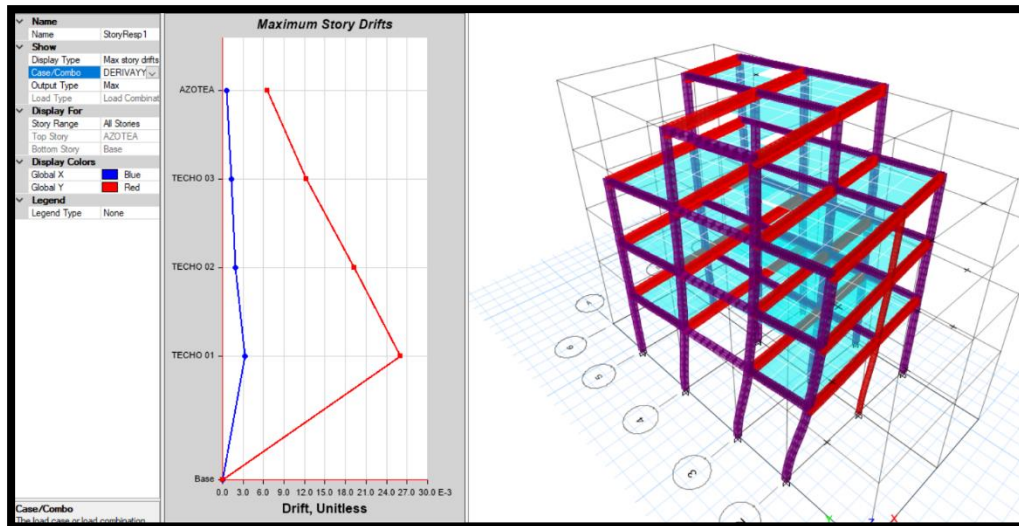 Name
Name StoryResp1
Show
Display Type Max story drifts
Case/Combo DERIVAYY
Output Type Max
Load Type Load Combinat
Display For
Story Range All Stories
Top Story AZOTEA
Bottom Story Base
Display Colors
Global X Blue
Global Y Red
Legend
Legend Type None
Case/Combo
The load case or load combination
Maximum Story Drifts
AZOTEA
TECHO 03
TECHO 02
TECHO 01
Base
0.0 3.0 6.0 9.0 12.0 15.0 18.0 21.0 24.0 27.0 30.0 E-3
Drift, Unitless
5
4
3
Y Z X